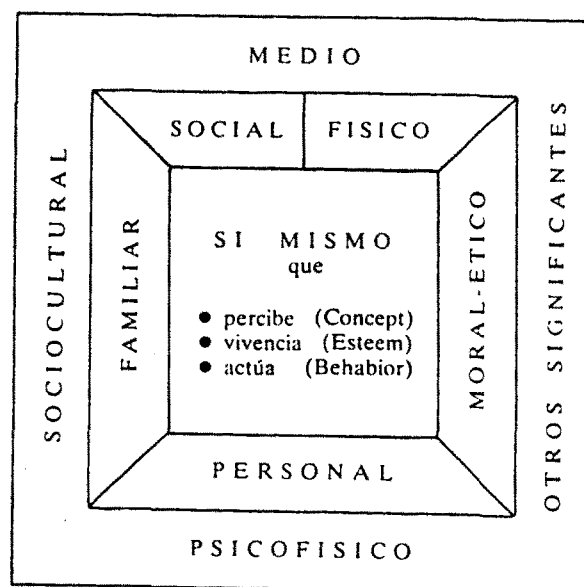 M E D I O
SOCIAL
FISICO
SOCIOCULTURAL
FAMILIAR
SI MISMO
que
● percibe (Concept)
● vivencia (Esteem)
● actúa (Behabior)
MORAL-ETICO
OTROS SIGNIFICANTES
PERSONAL
PSICOFISICO